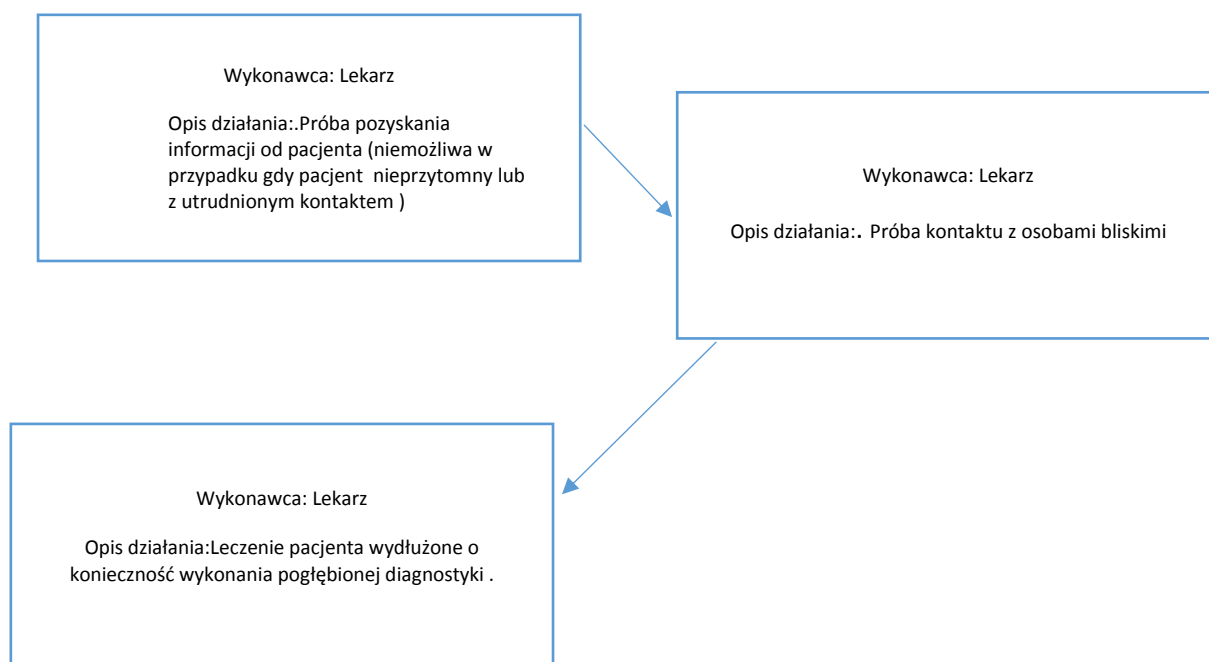 Wykonawca: Lekarz
Opis działania:.Próba pozyskania
informacji od pacjenta (niemożliwa w
przypadku gdy pacjent  nieprzytomny lub
z utrudnionym kontaktem )
Wykonawca: Lekarz
Opis działania:. Próba kontaktu z osobami bliskimi
Wykonawca: Lekarz
Opis działania:Leczenie pacjenta wydłużone o
konieczność wykonania pogłębionej diagnostyki .